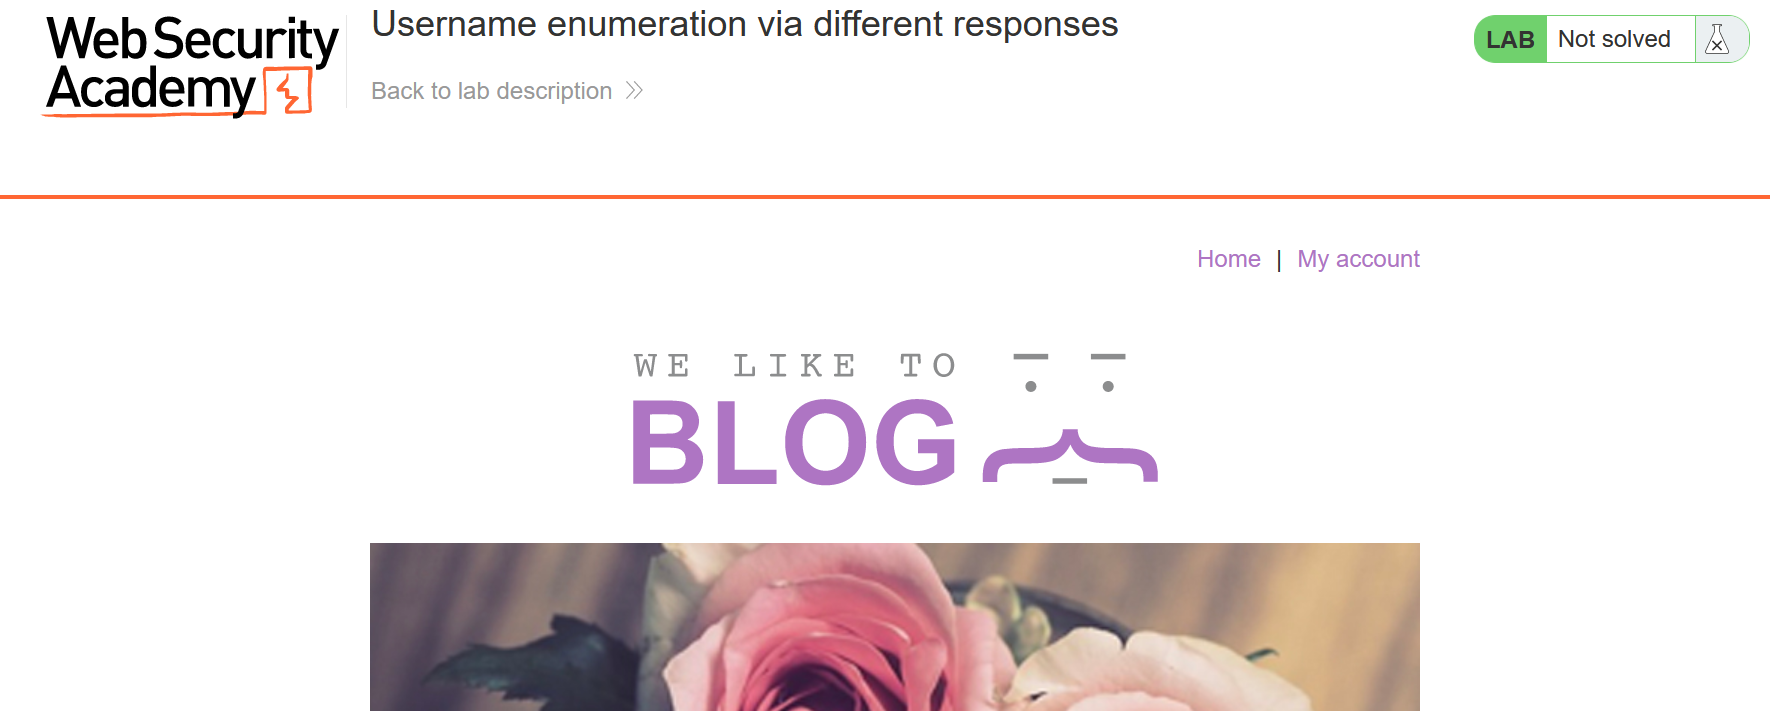 Web Security
Academy
Username enumeration via different responses
Back to lab description
LAB Not solved
Home | My account
WE LIKE TO
BLOG